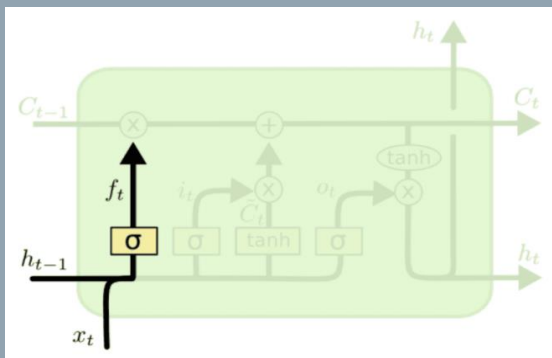 h_t
C_{t-1} × + C_t
tanh
f_t i_t × o_t ×
C̃_t
σ σ tanh σ
h_{t-1} h_t
x_t